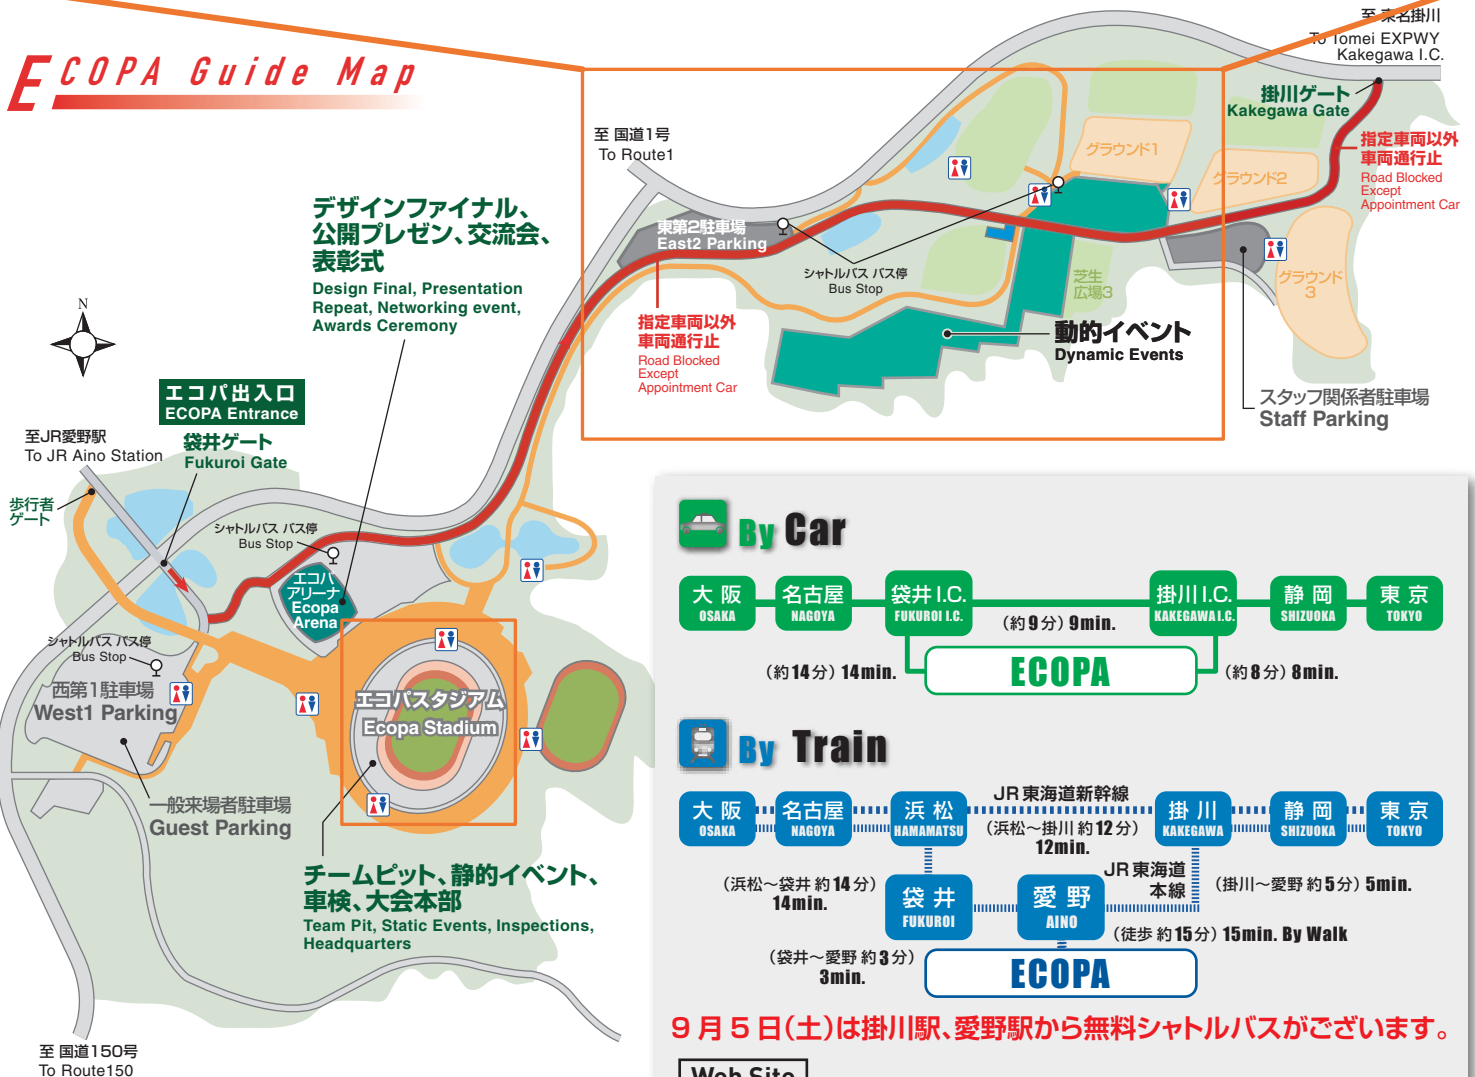 ECOPA Guide Map
至 東名掛川
To Tomei EXPWY
Kakegawa I.C.
掛川ゲート
Kakegawa Gate
指定車両以外
車両通行止
Road Blocked
Except
Appointment Car
至 国道1号
To Route1
グラウンド1
グラウンド2
グラウンド
3
東第2駐車場
East2 Parking
シャトルバス バス停
Bus Stop
芝生
広場3
動的イベント
Dynamic Events
指定車両以外
車両通行止
Road Blocked
Except
Appointment Car
スタッフ関係者駐車場
Staff Parking
デザインファイナル、
公開プレゼン、交流会、
表彰式
Design Final, Presentation
Repeat, Networking event,
Awards Ceremony
N
エコパ出入口
ECOPA Entrance
袋井ゲート
Fukuroi Gate
至JR愛野駅
To JR Aino Station
歩行者
ゲート
シャトルバス バス停
Bus Stop
エコパ
アリーナ
Ecopa
Arena
シャトルバス バス停
Bus Stop
西第1駐車場
West1 Parking
エコパスタジアム
Ecopa Stadium
一般来場者駐車場
Guest Parking
チームピット、静的イベント、
車検、大会本部
Team Pit, Static Events, Inspections,
Headquarters
至 国道150号
To Route150
By Car
大阪
OSAKA
名古屋
NAGOYA
袋井 I.C.
FUKUROI I.C.
(約9分) 9min.
掛川 I.C.
KAKEGAWA I.C.
静岡
SHIZUOKA
東京
TOKYO
(約14分) 14min.
ECOPA
(約8分) 8min.
By Train
大阪
OSAKA
名古屋
NAGOYA
浜松
HAMAMATSU
JR東海道新幹線
(浜松〜掛川 約12分)
12min.
掛川
KAKEGAWA
静岡
SHIZUOKA
東京
TOKYO
(浜松〜袋井 約14分)
14min.
袋井
FUKUROI
愛野
AINO
JR東海道
本線
(掛川〜愛野 約5分) 5min.
(徒歩 約15分) 15min. By Walk
(袋井〜愛野 約3分)
3min.
ECOPA
9月5日(土)は掛川駅、愛野駅から無料シャトルバスがございます。
Web Site